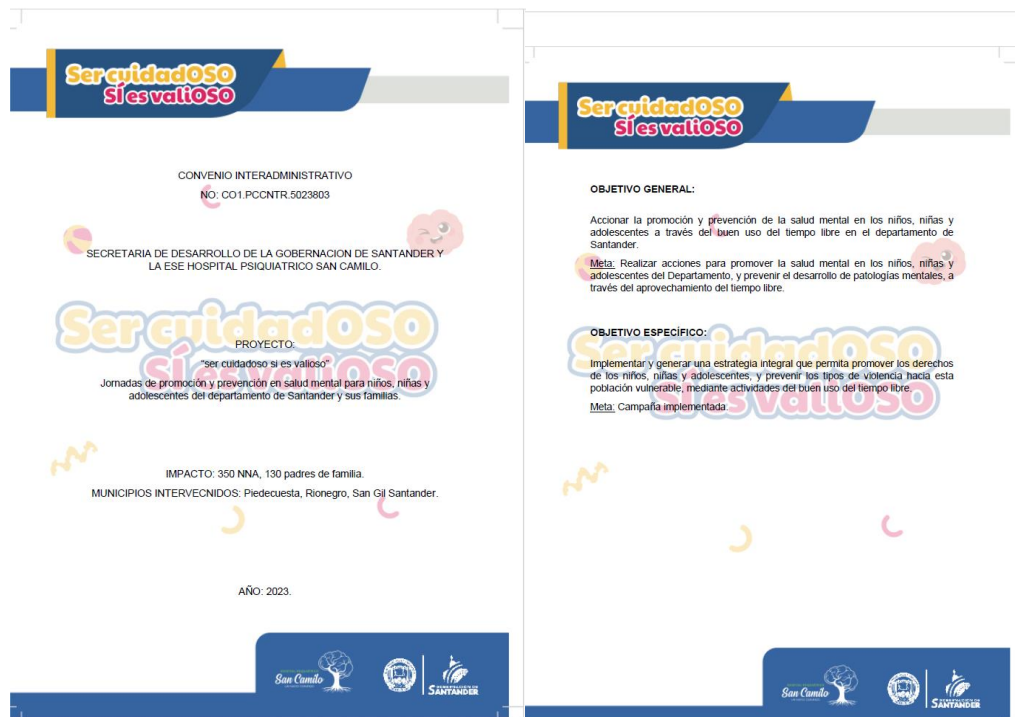 Ser cuidadOSO
SÍ es valiOSO
CONVENIO INTERADMINISTRATIVO
NO: CO1.PCCNTR.5023803
SECRETARIA DE DESARROLLO DE LA GOBERNACION DE SANTANDER Y
LA ESE HOSPITAL PSIQUIATRICO SAN CAMILO.
Ser cuidadOSO
SÍ es valiOSO
PROYECTO:
"ser cuidadoso si es valioso"
Jornadas de promoción y prevención en salud mental para niños, niñas y
adolescentes del departamento de Santander y sus familias.
IMPACTO: 350 NNA, 130 padres de familia.
MUNICIPIOS INTERVECNIDOS: Piedecuesta, Rionegro, San Gil Santander.
AÑO: 2023.
San Camilo
GOBERNACIÓN DE
SANTANDER
Ser cuidadOSO
SÍ es valiOSO
OBJETIVO GENERAL:
Accionar la promoción y prevención de la salud mental en los niños, niñas y
adolescentes a través del buen uso del tiempo libre en el departamento de
Santander.
Meta: Realizar acciones para promover la salud mental en los niños, niñas y
adolescentes del Departamento, y prevenir el desarrollo de patologías mentales, a
través del aprovechamiento del tiempo libre.
OBJETIVO ESPECÍFICO:
Ser cuidadOSO
SÍ es valiOSO
Implementar y generar una estrategia integral que permita promover los derechos
de los niños, niñas y adolescentes, y prevenir los tipos de violencia hacia esta
población vulnerable, mediante actividades del buen uso del tiempo libre.
Meta: Campaña implementada.
San Camilo
GOBERNACIÓN DE
SANTANDER